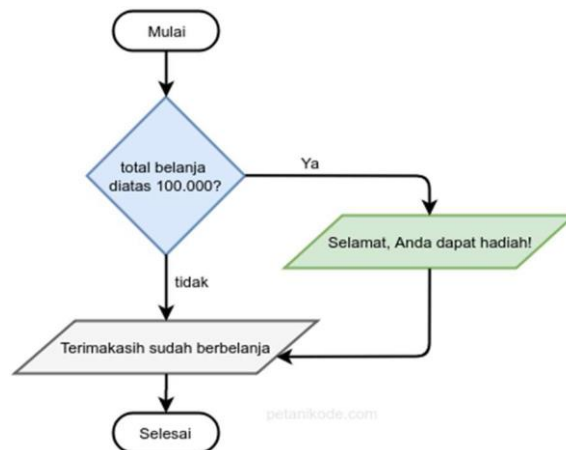 Mulai
total belanja
diatas 100.000?
Ya
Selamat, Anda dapat hadiah!
tidak
Terimakasih sudah berbelanja
petanikode.com
Selesai